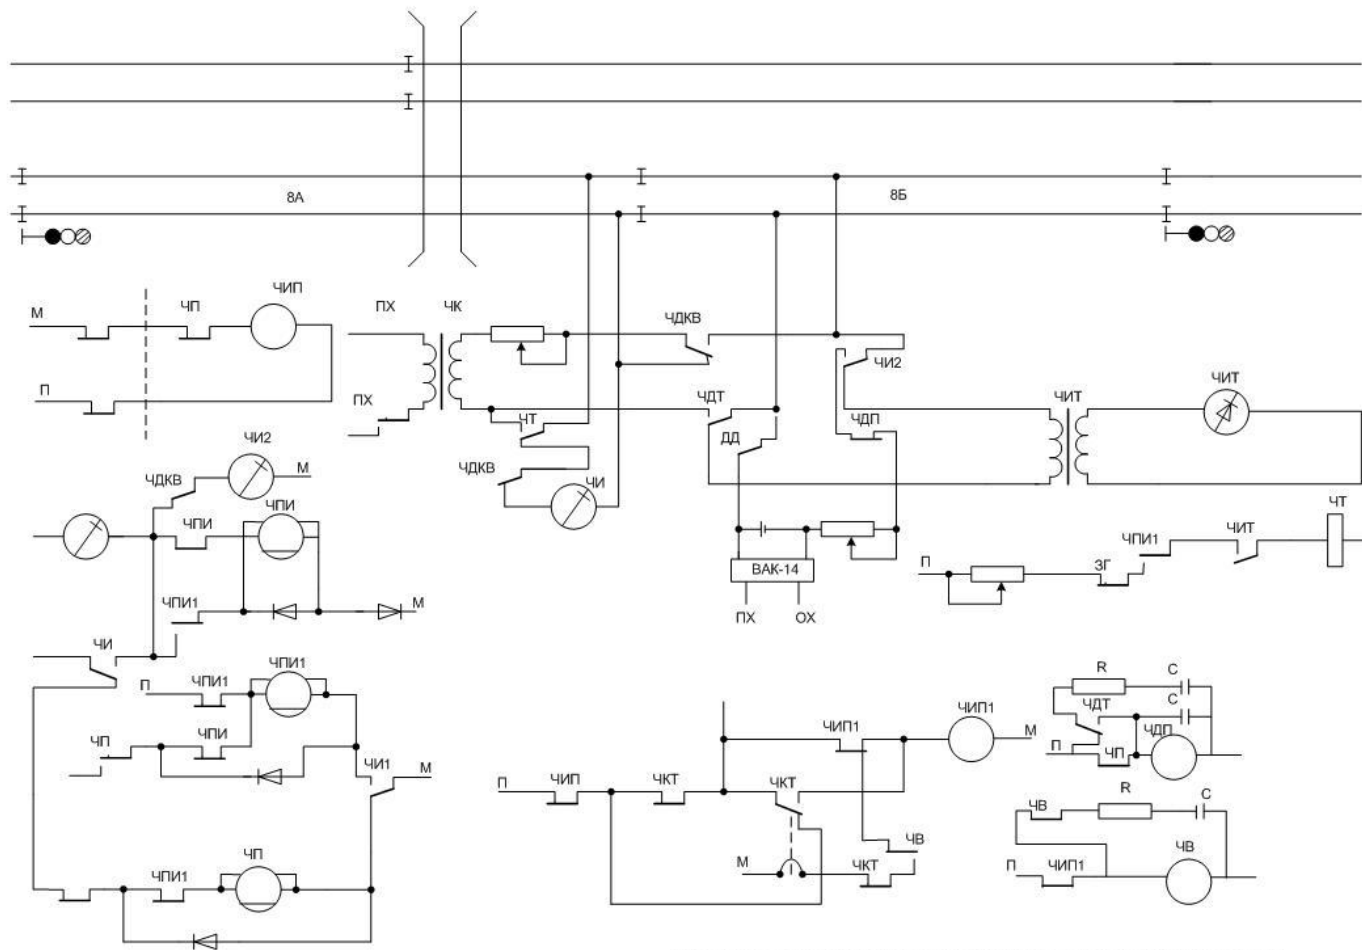 8А
8Б
ЧИП
ПХ
ЧК
М
ЧП
ЧДКВ
ЧИ2
ЧИТ
ЧИТ
П
ПХ
ЧТ
ЧДТ
ЧДП
ДД
ЧИ2
М
ЧДКВ
ЧДКВ
ЧИ
ЧПИ
ЧПИ
ЧТ
ЧИТ
ЧПИ1
ВАК-14
П
ЗГ
ПХ
ОХ
ЧПИ1
М
ЧИ
ЧПИ1
П
ЧПИ1
R
С
ЧДТ
С
ЧИП1
ЧИП1
М
П
ЧП
ЧДП
ЧП
ЧПИ
ЧИ1
М
П
ЧИП
ЧКТ
ЧКТ
ЧВ
R
С
ЧВ
ЧВ
М
ЧКТ
П
ЧИП1
ЧП
ЧПИ1